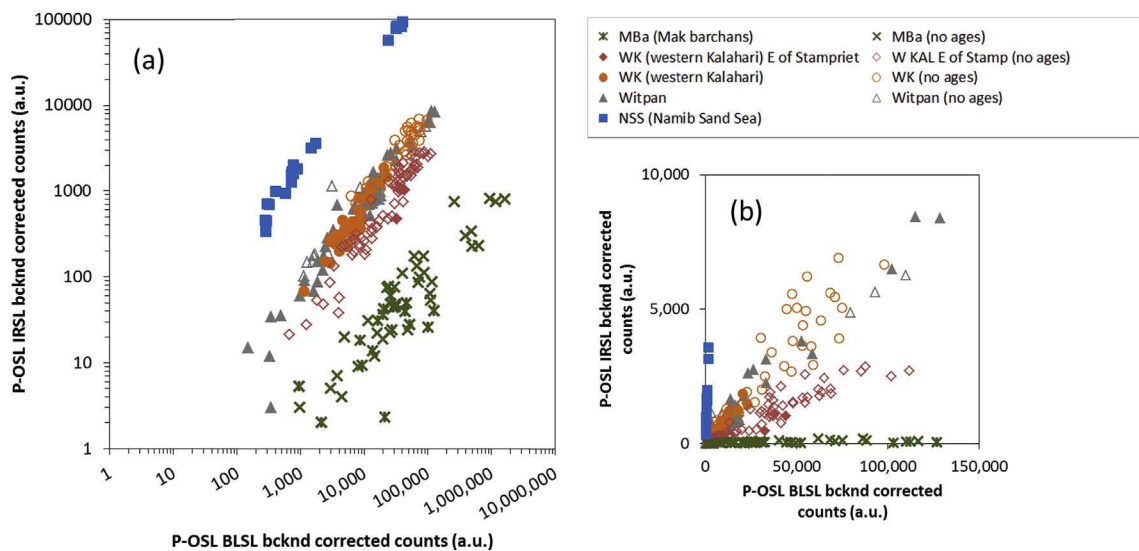 (a)
P-OSL IRSL bcknd corrected counts (a.u.)
100000
10000
1000
100
10
1
1
10
100
1,000
10,000
100,000
1,000,000
10,000,000
P-OSL BLSL bcknd corrected
counts (a.u.)
MBa (Mak barchans)
MBa (no ages)
WK (western Kalahari) E of Stampriet
W KAL E of Stamp (no ages)
WK (western Kalahari)
WK (no ages)
Witpan
Witpan (no ages)
NSS (Namib Sand Sea)
(b)
P-OSL IRSL bcknd corrected
counts (a.u.)
10,000
5,000
0
0
50,000
100,000
150,000
P-OSL BLSL bcknd corrected
counts (a.u.)